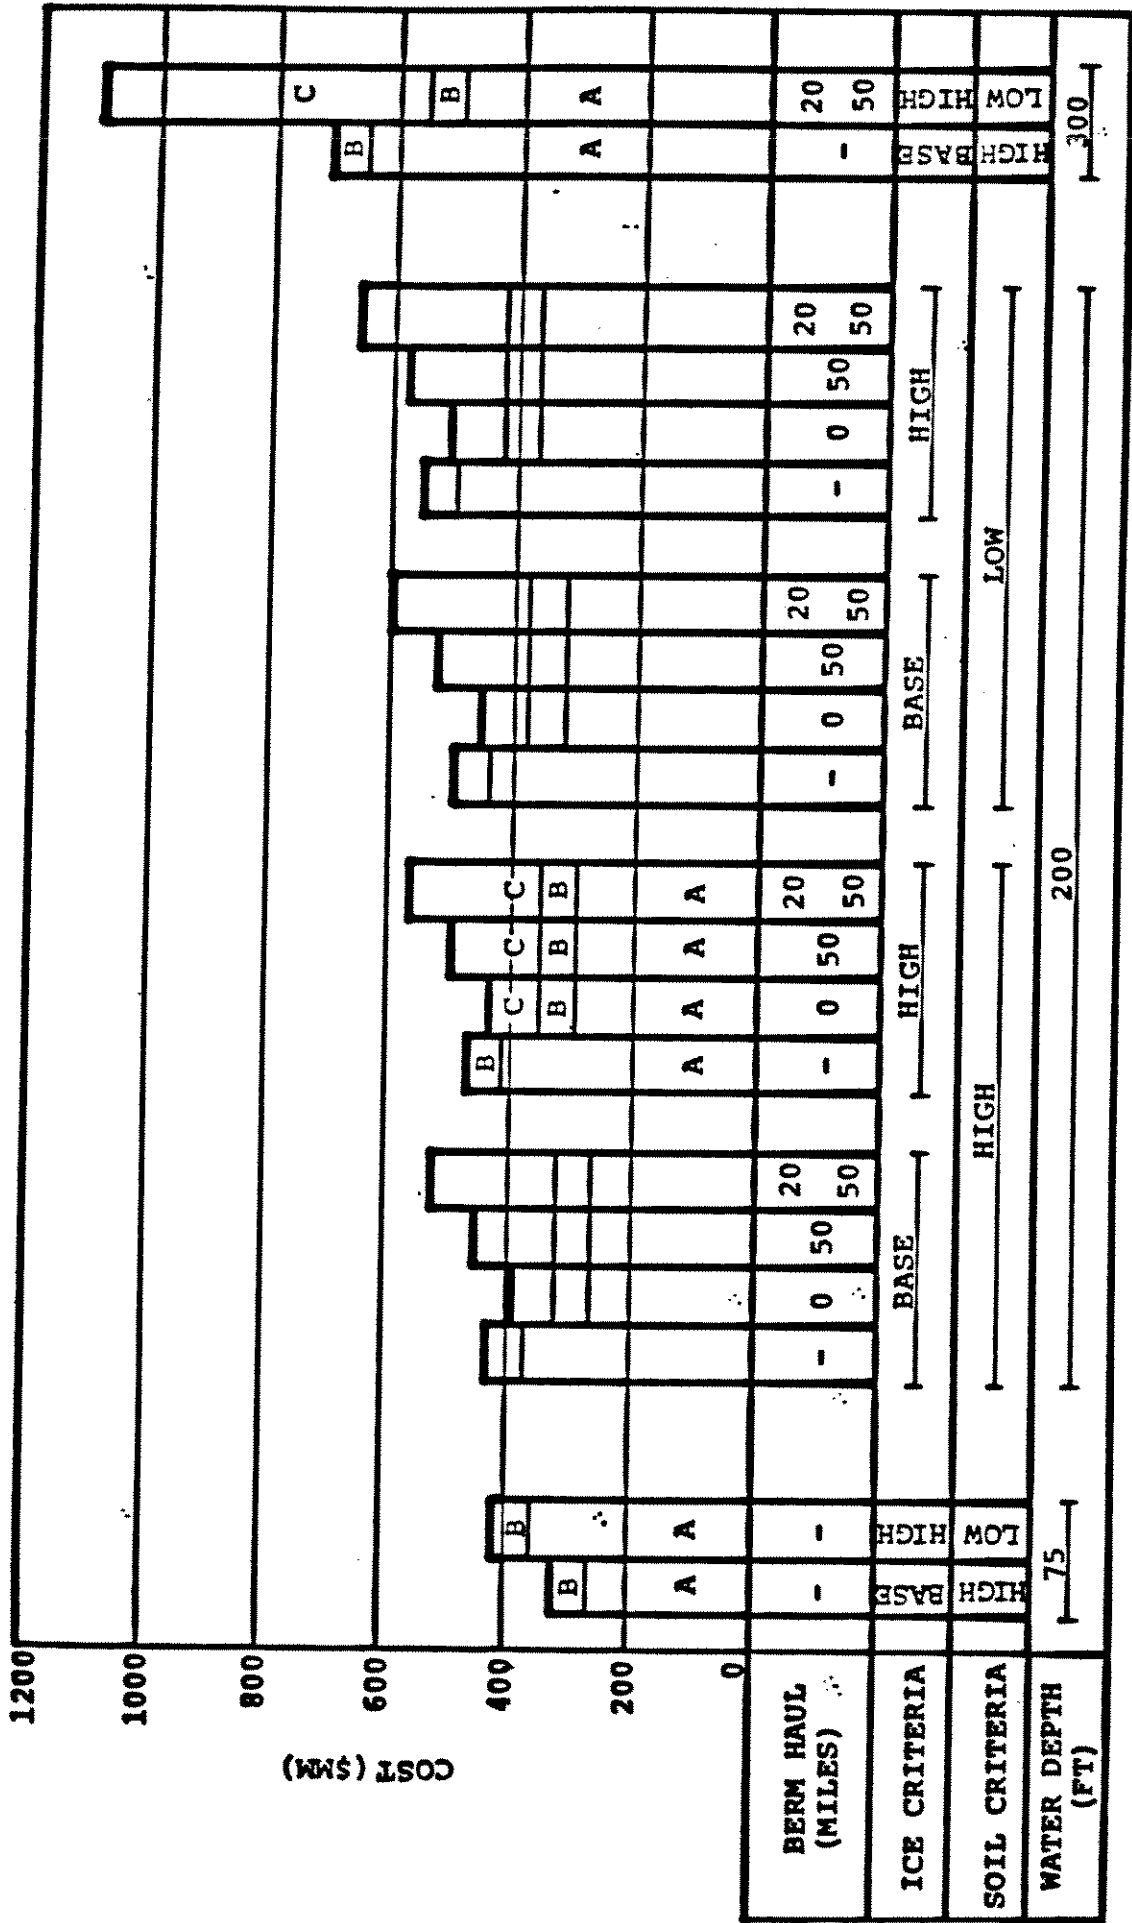 1200
1000
800
600
400
200
0
COST ($MM)
B B B B C C C B B
B B B C
A A A A A A A A
BERM HAUL (MILES) - - - 0 50 20 50 - 0 50 20 50 - 0 50 20 50 - 0 50 20 50 - 20 50
ICE CRITERIA BASE HIGH BASE HIGH BASE HIGH BASE HIGH
SOIL CRITERIA HIGH LOW HIGH LOW HIGH LOW
WATER DEPTH (FT) 75 200 300